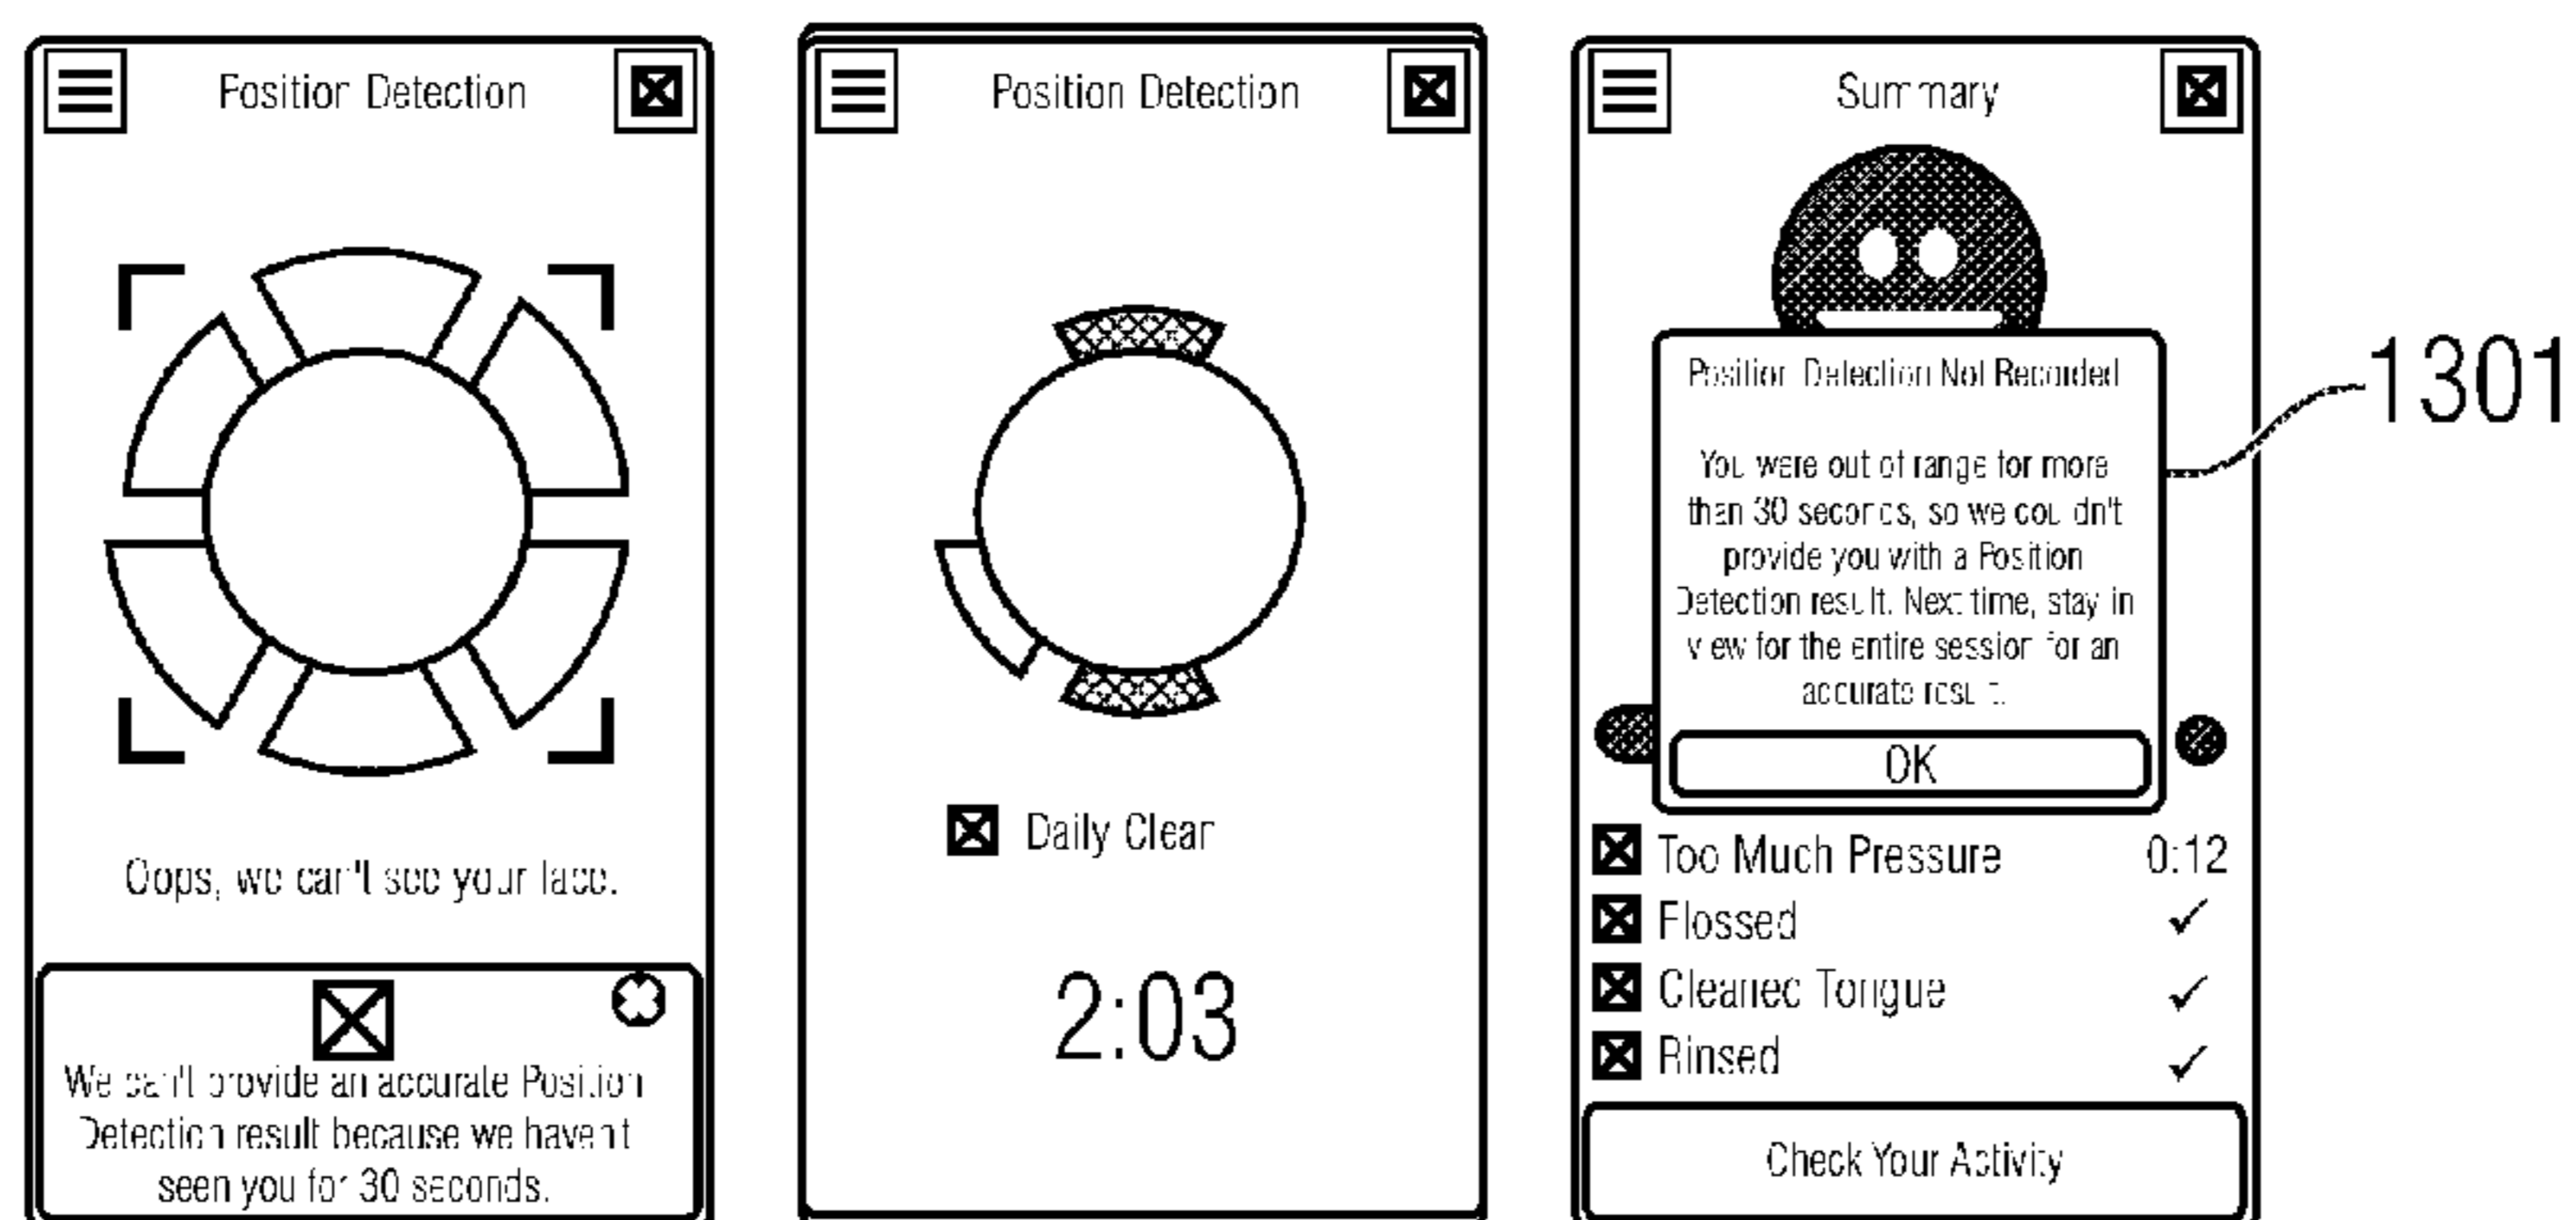 Position Detection
Oops, we can't see your face.
We can't provide an accurate Position
Detection result because we haven't
seen you for 30 seconds.
Position Detection
Daily Clean
2:03
Summary
Position Detection Not Recorded
You were out of range for more
than 30 seconds, so we couldn't
provide you with a Position
Detection result. Next time, stay in
view for the entire session for an
accurate result.
OK
Too Much Pressure 0:12
Flossed
Cleaned Tongue
Rinsed
Check Your Activity
1301